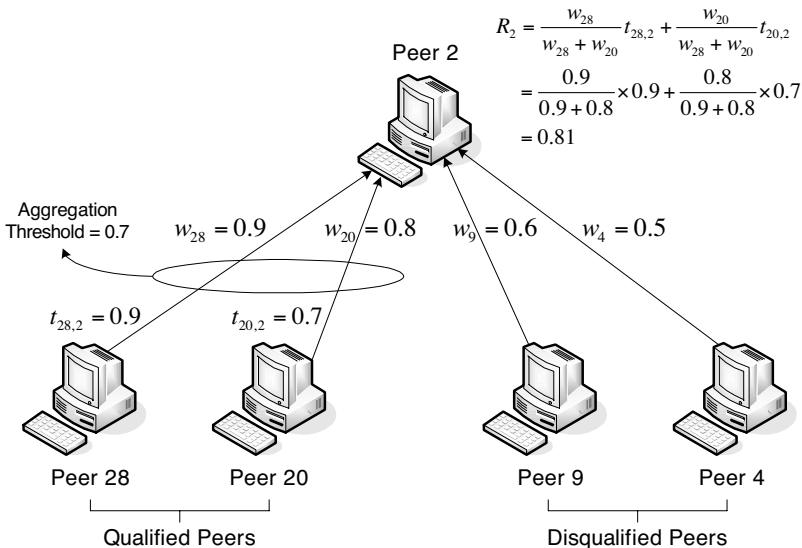 R₂ = w₂₈/(w₂₈ + w₂₀) t₂₈,₂ + w₂₀/(w₂₈ + w₂₀) t₂₀,₂
= 0.9/(0.9 + 0.8) × 0.9 + 0.8/(0.9 + 0.8) × 0.7
= 0.81
Peer 2
Aggregation
Threshold = 0.7
w₂₈ = 0.9
w₂₀ = 0.8
w₉ = 0.6
w₄ = 0.5
t₂₈,₂ = 0.9
t₂₀,₂ = 0.7
Peer 28
Peer 20
Peer 9
Peer 4
Qualified Peers
Disqualified Peers